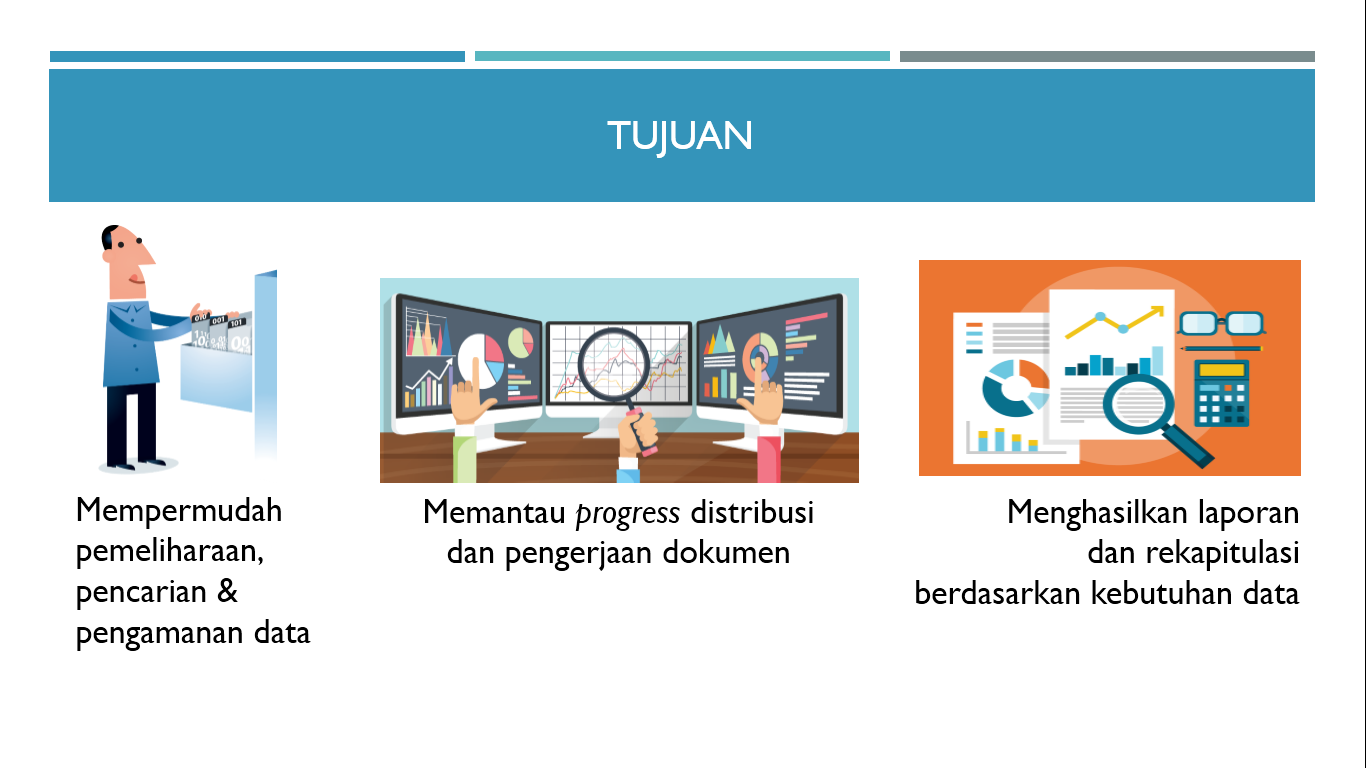 TUJUAN
010 001 101
Mempermudah
pemeliharaan,
pencarian &
pengamanan data
Memantau progress distribusi
dan pengerjaan dokumen
Menghasilkan laporan
dan rekapitulasi
berdasarkan kebutuhan data